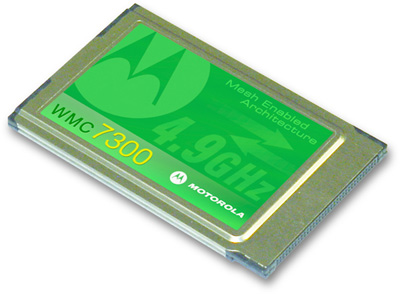 Mesh Enabled
Architecture
4.9GHz
WMC 7300
MOTOROLA